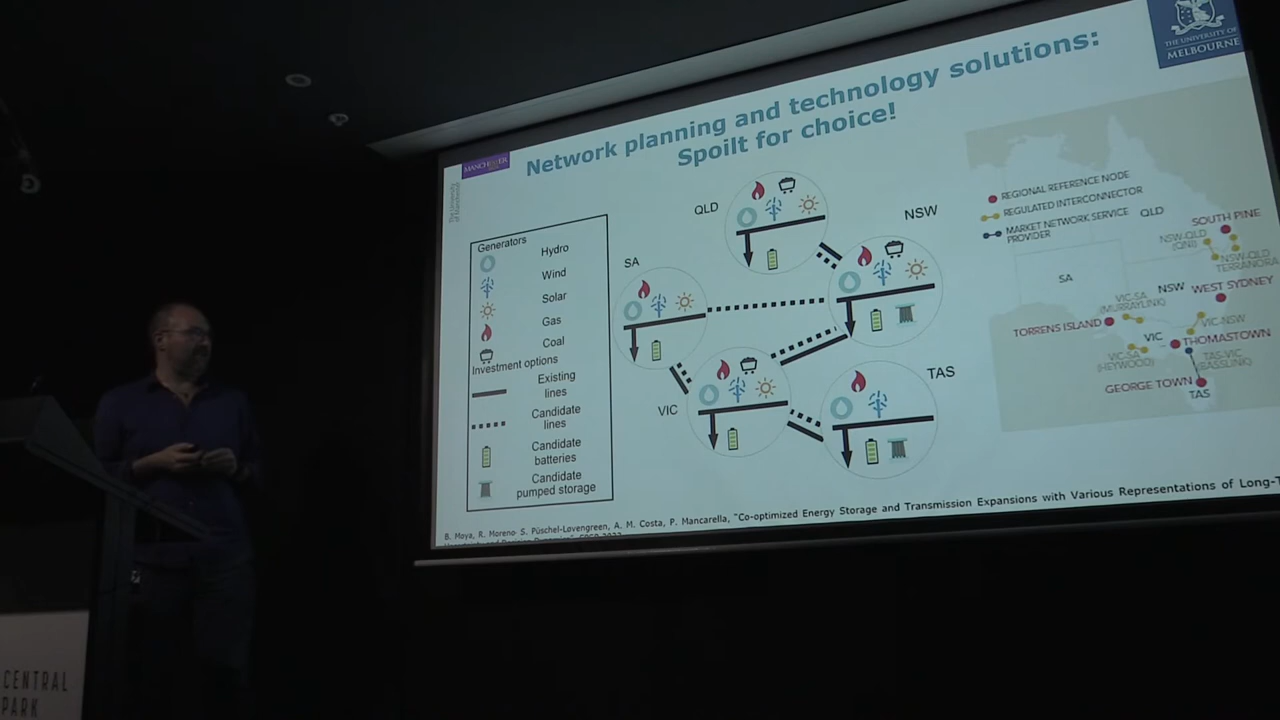 Network planning and technology solutions:
Spoilt for choice!
MANCHESTER
The University
of Manchester
THE UNIVERSITY OF
MELBOURNE
Generators
Hydro
Wind
Solar
Gas
Coal
Investment options
Existing
lines
Candidate
lines
Candidate
batteries
Candidate
pumped storage
QLD
NSW
SA
VIC
TAS
REGIONAL REFERENCE NODE
REGULATED INTERCONNECTOR
MARKET NETWORK SERVICE
PROVIDER
QLD
SOUTH PINE
NSW-QLD
(QNI)
NSW-QLD
TERRANORA
SA
NSW
WEST SYDNEY
VIC-SA
(MURRAYLINK)
TORRENS ISLAND
VIC-NSW
VIC
THOMASTOWN
VIC-SA
(HEYWOOD)
TAS-VIC
(BASSLINK)
GEORGE TOWN
TAS
B. Moya, R. Moreno, S. Püschel-Løvengreen, A. M. Costa, P. Mancarella, "Co-optimized Energy Storage and Transmission Expansions with Various Representations of Long-T
CENTRAL
PARK